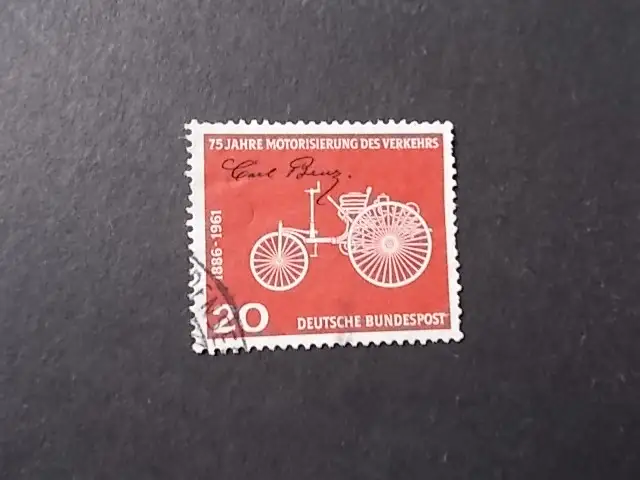 75 JAHRE MOTORISIERUNG DES VERKEHRS
Carl Benz.
1886-1961
20
DEUTSCHE BUNDESPOST